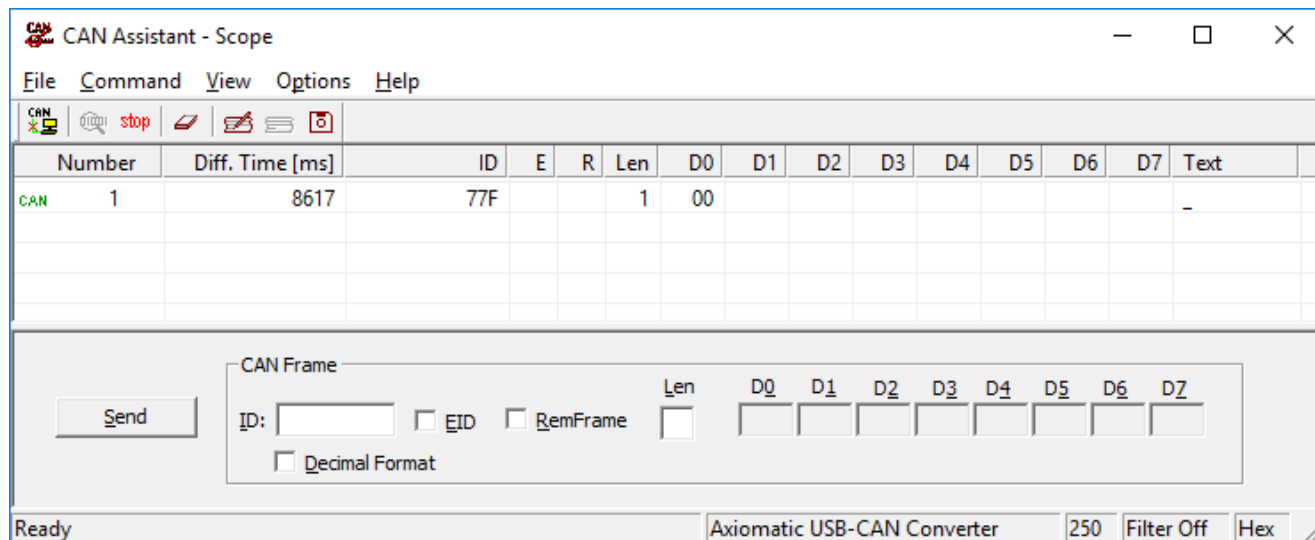 CAN Assistant - Scope
File Command View Options Help
CAN stop
Number Diff. Time [ms] ID E R Len D0 D1 D2 D3 D4 D5 D6 D7 Text
CAN 1 8617 77F 1 00 _
CAN Frame
Len D0 D1 D2 D3 D4 D5 D6 D7
Send ID: EID RemFrame
Decimal Format
Ready Axiomatic USB-CAN Converter 250 Filter Off Hex